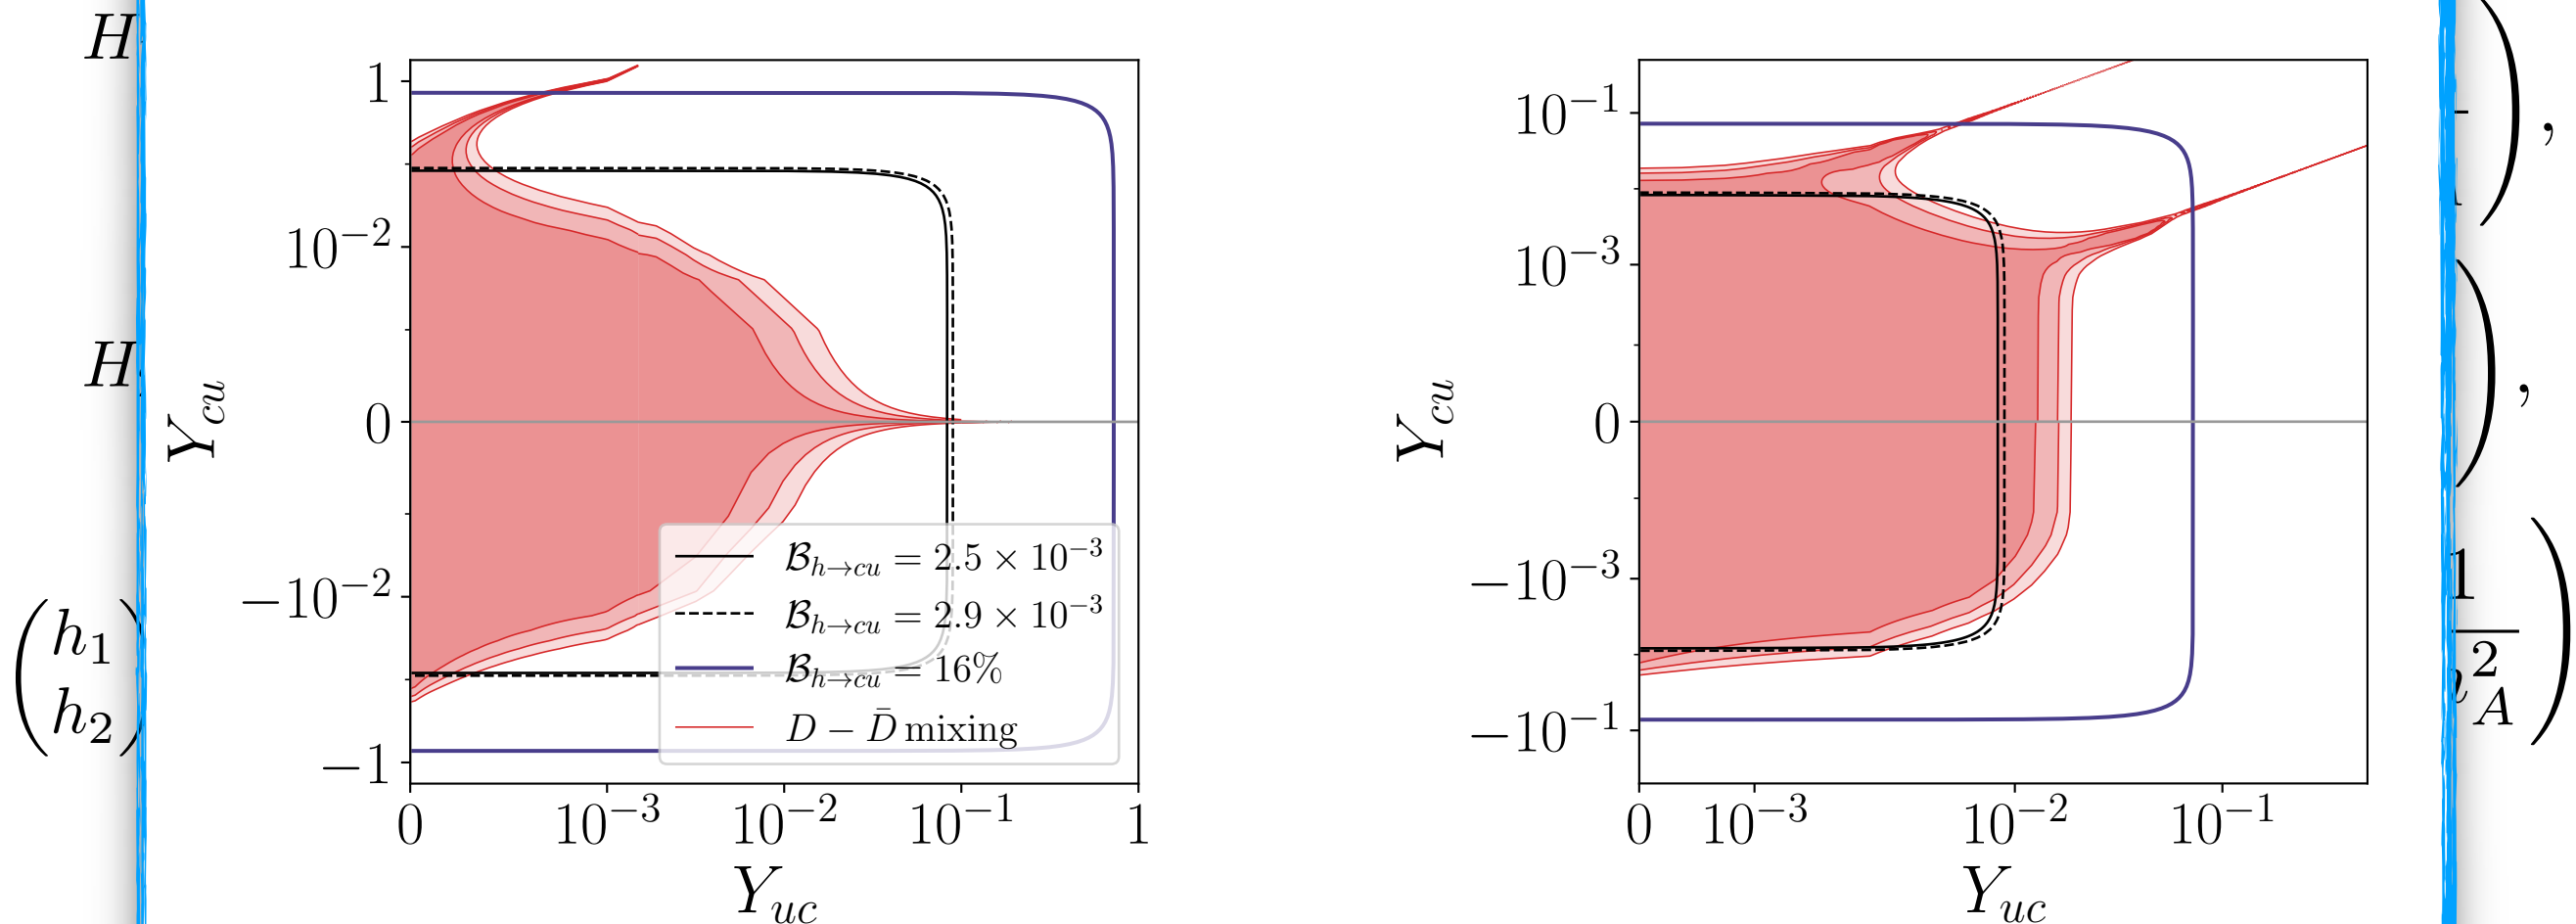 H
,
1
10⁻²
0
−10⁻²
−1
Y_{cu}
0 10⁻³ 10⁻² 10⁻¹ 1
Y_{uc}
ℬ_{h→cu} = 2.5 × 10⁻³
ℬ_{h→cu} = 2.9 × 10⁻³
ℬ_{h→cu} = 16%
D − D̄ mixing
10⁻¹
10⁻³
0
−10⁻³
−10⁻¹
Y_{cu}
0 10⁻³ 10⁻² 10⁻¹
Y_{uc}
H
,
h₁
h₂
1
²_A